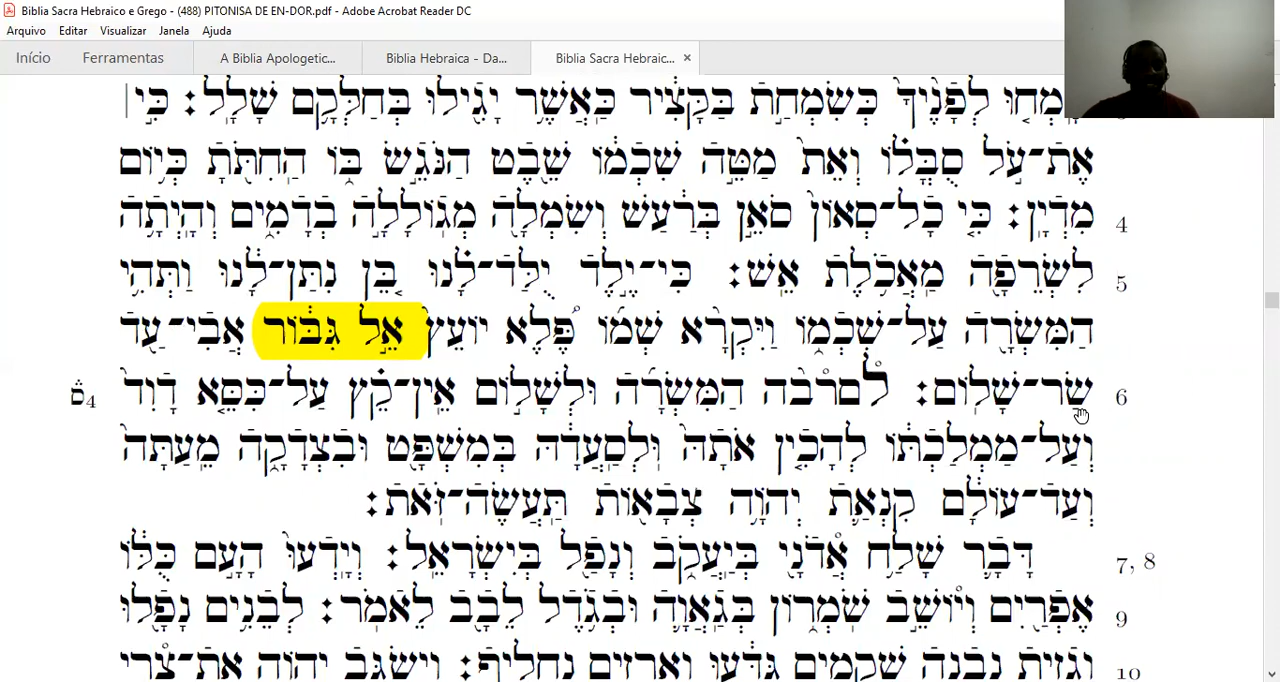 Biblia Sacra Hebraico e Grego - (488) PITONISA DE EN-DOR.pdf - Adobe Acrobat Reader DC
Arquivo Editar Visualizar Janela Ajuda
Início Ferramentas A Biblia Apologetic... Biblia Hebraica - Da... Biblia Sacra Hebraic... ×
לְפָנֶ֙יךָ֙ כְּשִׂמְחַ֣ת בַּקָּצִ֔יר כַּאֲשֶׁ֥ר יָגִ֖ילוּ בְּחַלְּקָ֥ם שָׁלָֽל׃ כִּ֣י ׀
אֶת־עֹ֣ל סֻבֳּל֗וֹ וְאֵת֙ מַטֵּ֣ה שִׁכְמ֔וֹ שֵׁ֖בֶט הַנֹּגֵ֣שׂ בּ֑וֹ הַחִתֹּ֖תָ כְּי֥וֹם
מִדְיָֽן׃ כִּ֤י כָל־סְאוֹן֙ סֹאֵ֣ן בְּרַ֔עַשׁ וְשִׂמְלָ֖ה מְגוֹלָלָ֣ה בְדָמִ֑ים וְהָיְתָ֥ה 4
לִשְׂרֵפָ֖ה מַאֲכֹ֥לֶת אֵֽשׁ׃ כִּי־יֶ֣לֶד יֻלַּד־לָ֗נוּ בֵּ֚ן נִתַּן־לָ֔נוּ וַתְּהִ֥י 5
הַמִּשְׂרָ֖ה עַל־שִׁכְמ֑וֹ וַיִּקְרָ֨א שְׁמ֜וֹ פֶּ֠לֶא יוֹעֵץ֙ אֵ֣ל גִּבּ֔וֹר אֲבִי־עַ֖ד
שַׂר־שָׁלֽוֹם׃ לםרבה הַמִּשְׂרָ֜ה וּלְשָׁל֣וֹם אֵֽין־קֵ֗ץ עַל־כִּסֵּ֤א דָוִד֙ 6 ס֯4
וְעַל־מַמְלַכְתּ֔וֹ לְהָכִ֤ין אֹתָהּ֙ וּֽלְסַעֲדָ֔הּ בְּמִשְׁפָּ֖ט וּבִצְדָקָ֑ה מֵעַתָּה֙
וְעַד־עוֹלָ֔ם קִנְאַ֛ת יְהוָ֥ה צְבָא֖וֹת תַּעֲשֶׂה־זֹּֽאת׃
דָּבָ֛ר שָׁלַ֥ח אֲדֹנָ֖י בְּיַעֲקֹ֑ב וְנָפַ֖ל בְּיִשְׂרָאֵֽל׃ וְיָדְעוּ֙ הָעָ֣ם כֻּלּ֔וֹ 7, 8
אֶפְרַ֖יִם וְיוֹשֵׁ֣ב שֹׁמְר֑וֹן בְּגַאֲוָ֛ה וּבְגֹ֥דֶל לֵבָ֖ב לֵאמֹֽר׃ לְבֵנִ֥ים נָפָ֖לוּ 9
וְגָזִ֣ית נִבְנֶ֑ה שִׁקְמִ֣ים גֻּדָּ֔עוּ וַאֲרָזִ֖ים נַחֲלִֽיף׃ וַיְשַׂגֵּ֧ב יְהוָ֛ה אֶת־צָרֵ֥י 10